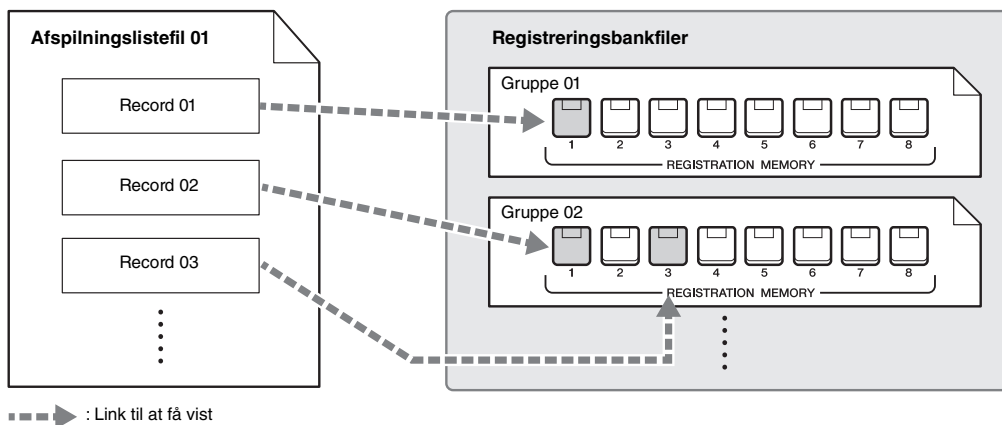 Afspilningslistefil 01
Record 01
Record 02
Record 03
Registreringsbankfiler
Gruppe 01
1 2 3 4 5 6 7 8
REGISTRATION MEMORY
Gruppe 02
1 2 3 4 5 6 7 8
REGISTRATION MEMORY
: Link til at få vist